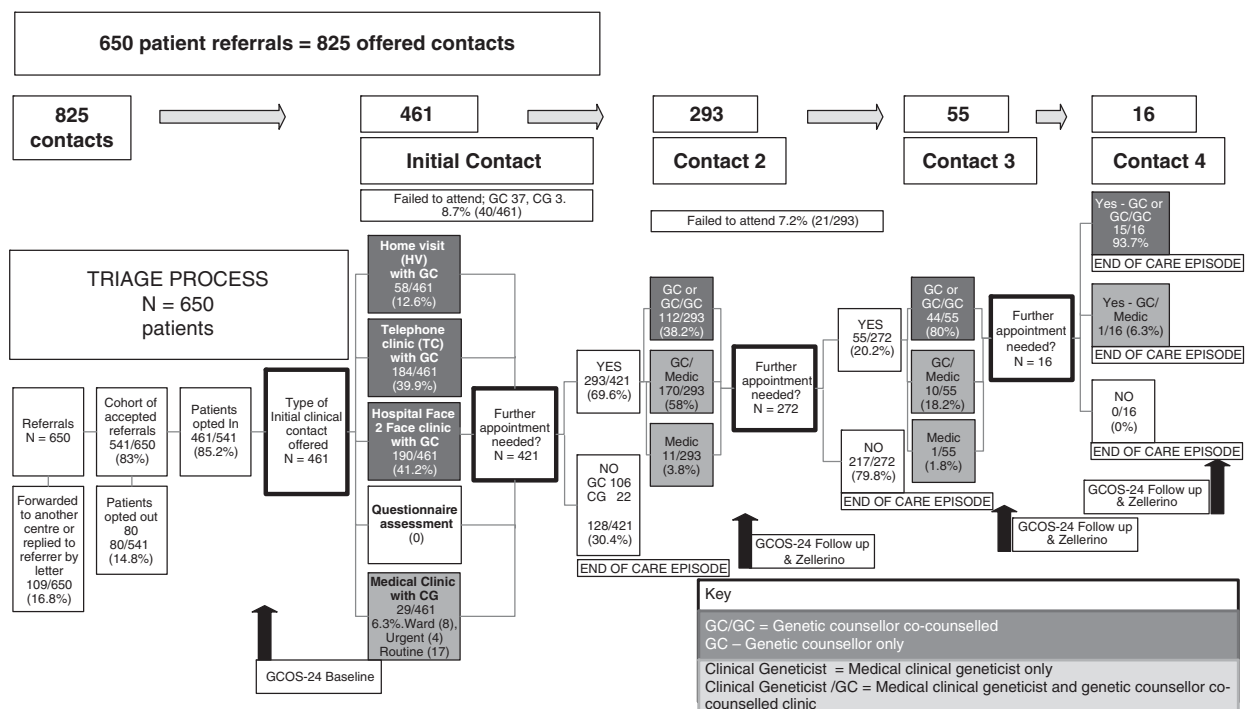 650 patient referrals = 825 offered contacts
825
contacts
461
293
55
16
Initial Contact
Contact 2
Contact 3
Contact 4
Failed to attend; GC 37, CG 3.
8.7% (40/461)
Failed to attend 7.2% (21/293)
TRIAGE PROCESS
N = 650
patients
Referrals
N = 650
Forwarded
to another
centre or
replied to
referrer by
letter
109/650
(16.8%)
Cohort of
accepted
referrals
541/650
(83%)
Patients
opted out
80
80/541
(14.8%)
Patients
opted In
461/541
(85.2%)
GCOS-24 Baseline
Type of
Initial clinical
contact
offered
N = 461
Home visit
(HV)
with GC
58/461
(12.6%)
Telephone
clinic (TC)
with GC
184/461
(39.9%)
Hospital Face
2 Face clinic
with GC
190/461
(41.2%)
Questionnaire
assessment
(0)
Medical Clinic
with CG
29/461
6.3%.Ward (8),
Urgent (4)
Routine (17)
Further
appointment
needed?
N = 421
YES
293/421
(69.6%)
NO
GC 106
CG 22
128/421
(30.4%)
END OF CARE EPISODE
GC or
GC/GC
112/293
(38.2%)
GC/
Medic
170/293
(58%)
Medic
11/293
(3.8%)
Further
appointment
needed?
N = 272
GCOS-24 Follow up
& Zellerino
YES
55/272
(20.2%)
NO
217/272
(79.8%)
END OF CARE EPISODE
GC or
GC/GC
44/55
(80%)
GC/
Medic
10/55
(18.2%)
Medic
1/55
(1.8%)
Further
appointment
needed?
N = 16
GCOS-24 Follow up
& Zellerino
Yes - GC or
GC/GC
15/16
93.7%
END OF CARE EPISODE
Yes - GC/
Medic
1/16 (6.3%)
END OF CARE EPISODE
NO
0/16
(0%)
END OF CARE EPISODE
GCOS-24 Follow up
& Zellerino
Key
GC/GC = Genetic counsellor co-counselled
GC – Genetic counsellor only
Clinical Geneticist = Medical clinical geneticist only
Clinical Geneticist /GC = Medical clinical geneticist and genetic counsellor co-
counselled clinic